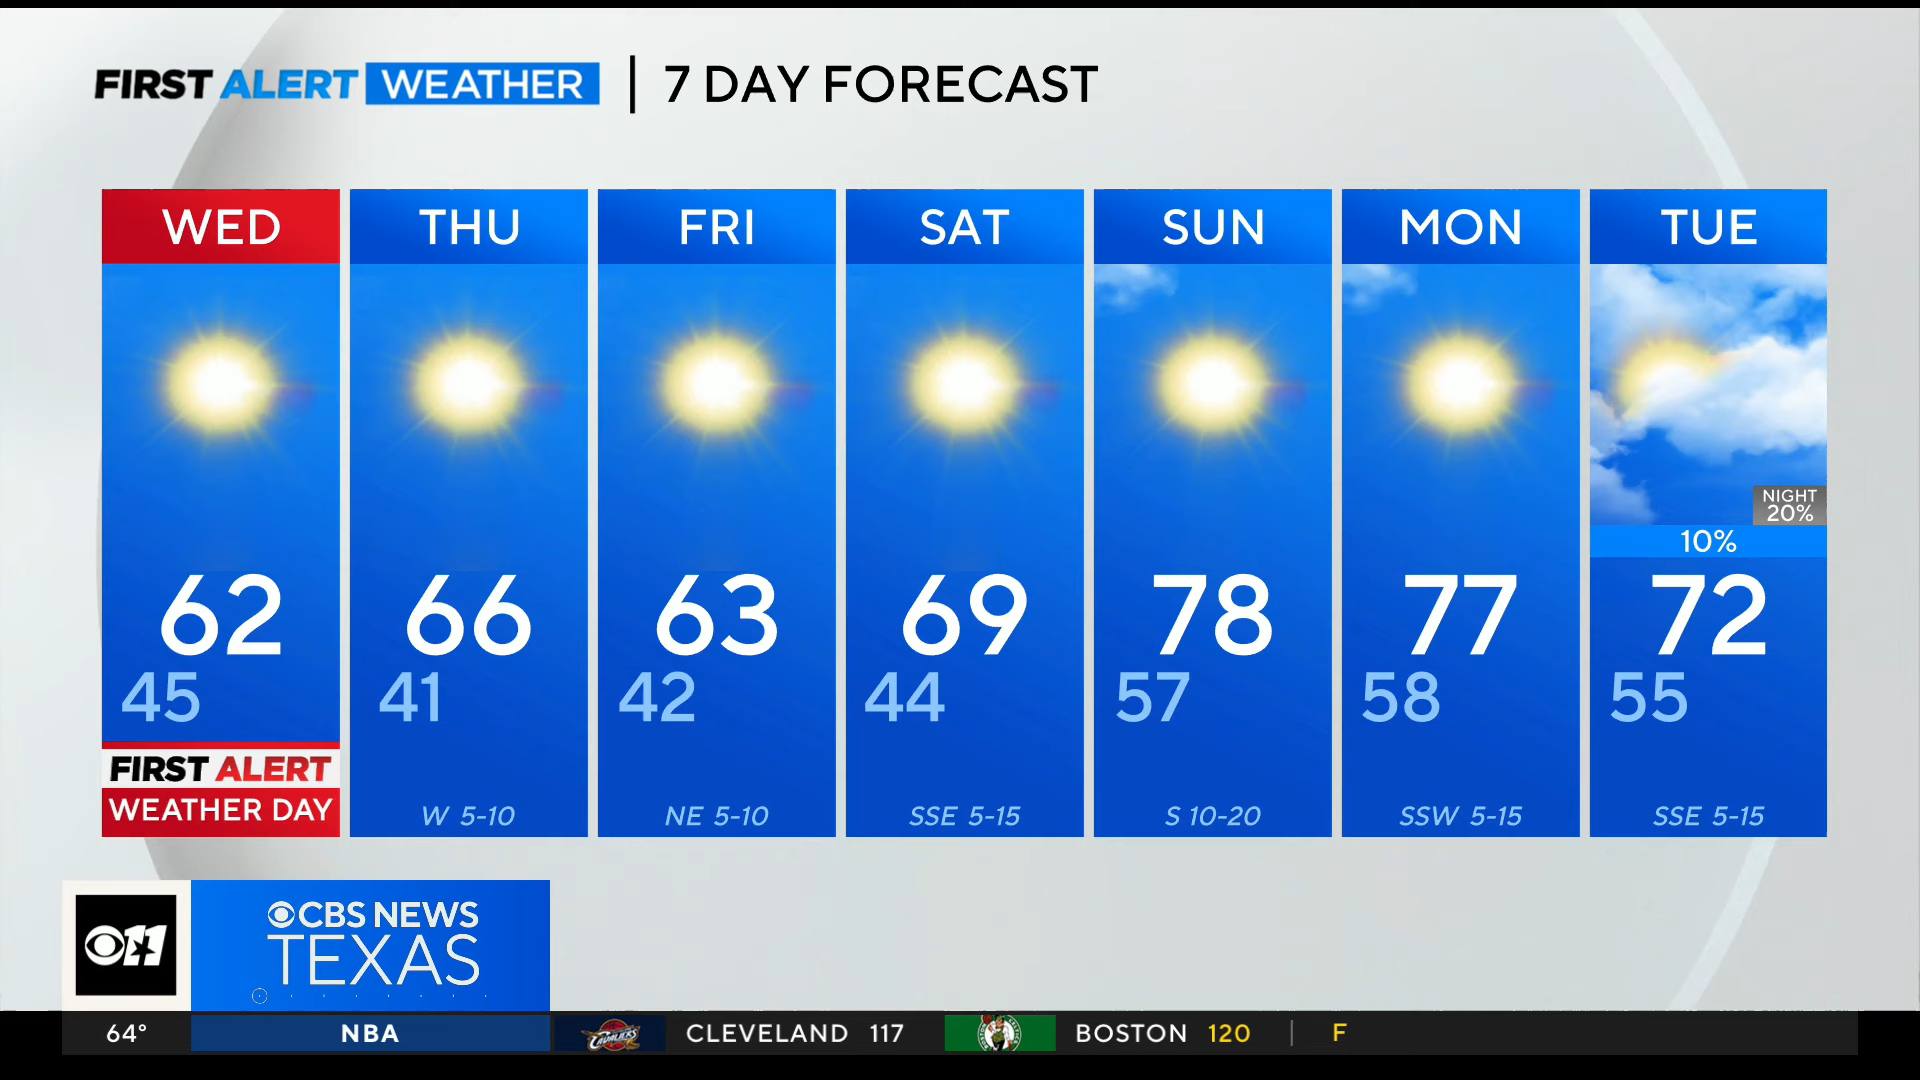 FIRST ALERT WEATHER | 7 DAY FORECAST
WED
THU
FRI
SAT
SUN
MON
TUE
NIGHT
20%
10%
62
66
63
69
78
77
72
45
41
42
44
57
58
55
FIRST ALERT
WEATHER DAY
W 5-10
NE 5-10
SSE 5-15
S 10-20
SSW 5-15
SSE 5-15
11
CBS NEWS
TEXAS
64° NBA CAVALIERS CLEVELAND 117 BOSTON 120 | F